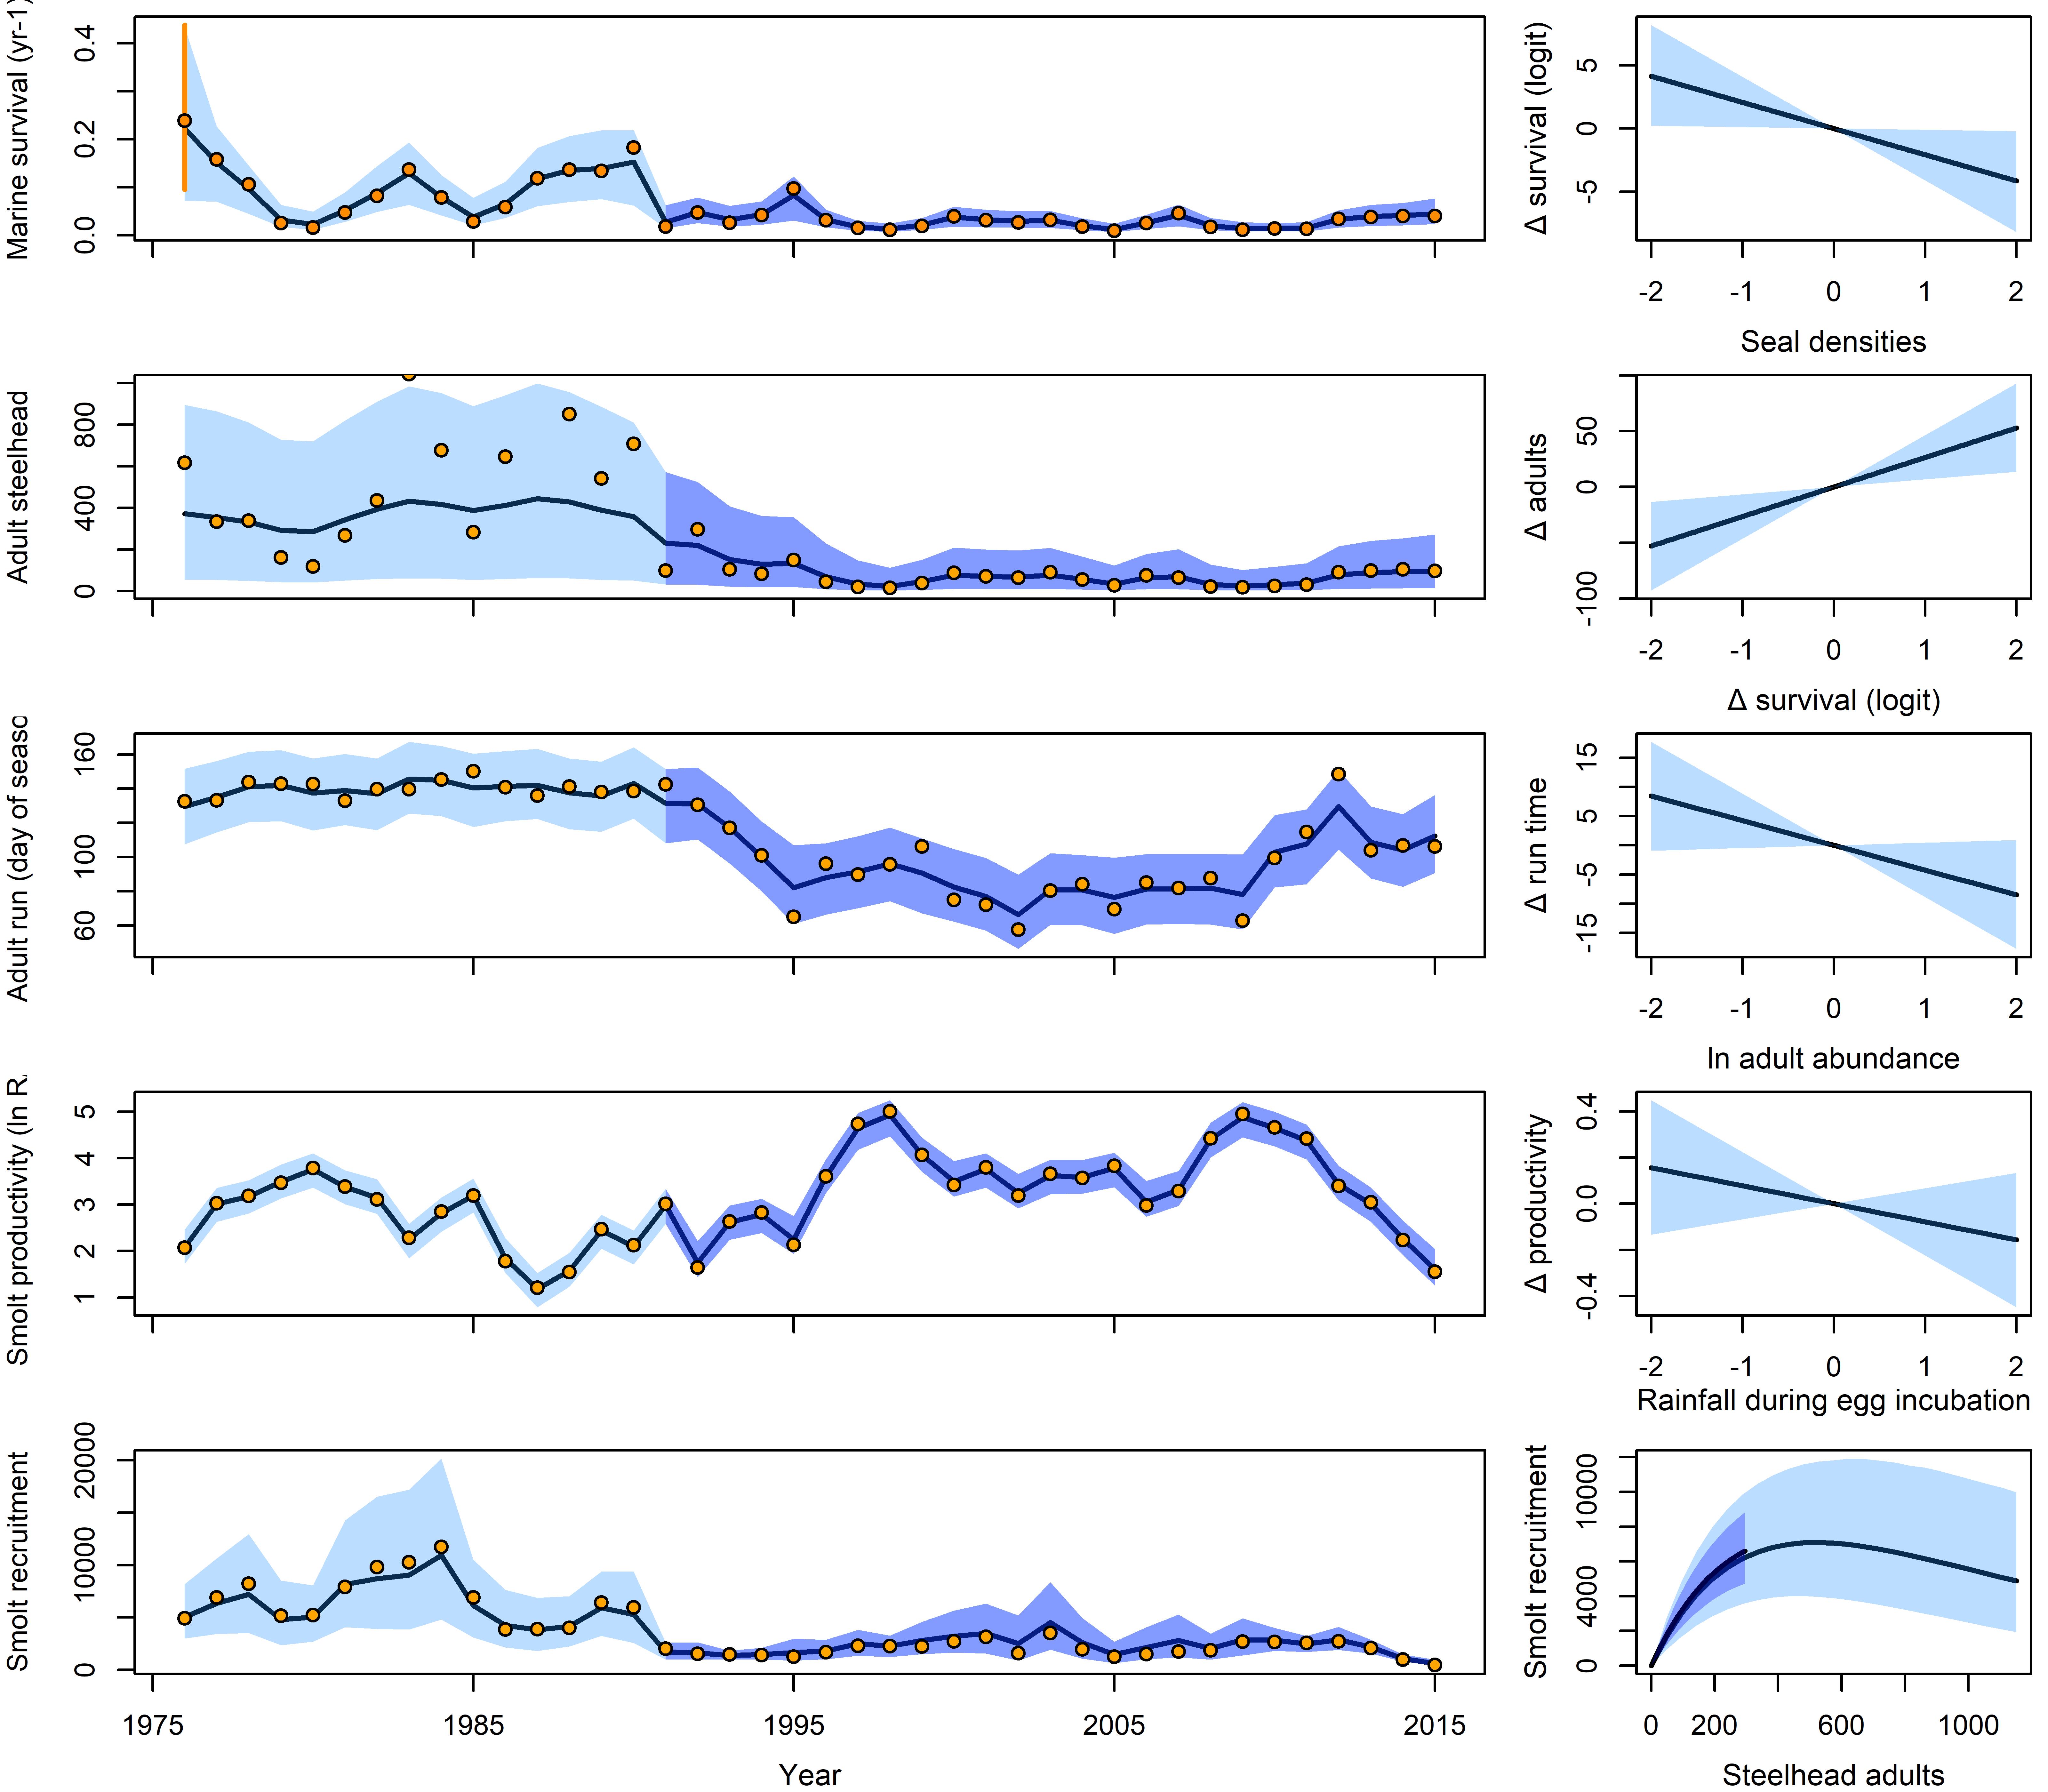 Marine survival (yr-1)
0.0 0.2 0.4
Δ survival (logit)
-5 0 5
-2 -1 0 1 2
Seal densities
Adult steelhead
0 400 800
Δ adults
-100 0 50
-2 -1 0 1 2
Δ survival (logit)
Adult run (day of seasc
60 100 160
Δ run time
-15 -5 5 15
-2 -1 0 1 2
ln adult abundance
Smolt productivity (ln R
1 2 3 4 5
Δ productivity
-0.4 0.0 0.4
-2 -1 0 1 2
Rainfall during egg incubation
Smolt recruitment
0 10000 20000
1975 1985 1995 2005 2015
Year
Smolt recruitment
0 4000 10000
0 200 600 1000
Steelhead adults